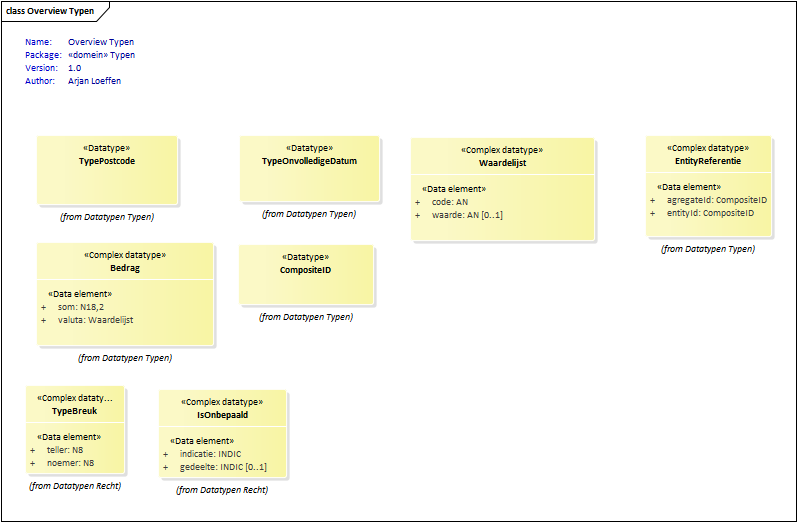 class Overview Typen
Name: Overview Typen
Package: «domein» Typen
Version: 1.0
Author: Arjan Loeffen
«Datatype»
TypePostcode
(from Datatypen Typen)
«Datatype»
TypeOnvolledigeDatum
(from Datatypen Typen)
«Complex datatype»
Waardelijst
«Data element»
+ code: AN
+ waarde: AN [0..1]
«Complex datatype»
EntityReferentie
«Data element»
+ agregateId: CompositeID
+ entityId: CompositeID
(from Datatypen Typen)
«Complex datatype»
Bedrag
«Data element»
+ som: N18,2
+ valuta: Waardelijst
(from Datatypen Typen)
«Datatype»
CompositeID
(from Datatypen Typen)
«Complex dataty...
TypeBreuk
«Data element»
+ teller: N8
+ noemer: N8
(from Datatypen Recht)
«Complex datatype»
IsOnbepaald
«Data element»
+ indicatie: INDIC
+ gedeelte: INDIC [0..1]
(from Datatypen Recht)